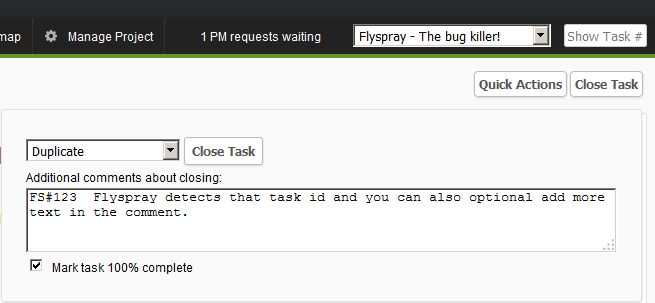 map Manage Project 1 PM requests waiting Flyspray - The bug killer! Show Task #
Quick Actions Close Task
Duplicate Close Task
Additional comments about closing:
FS#123  Flyspray detects that task id and you can also optional add more
text in the comment.
Mark task 100% complete